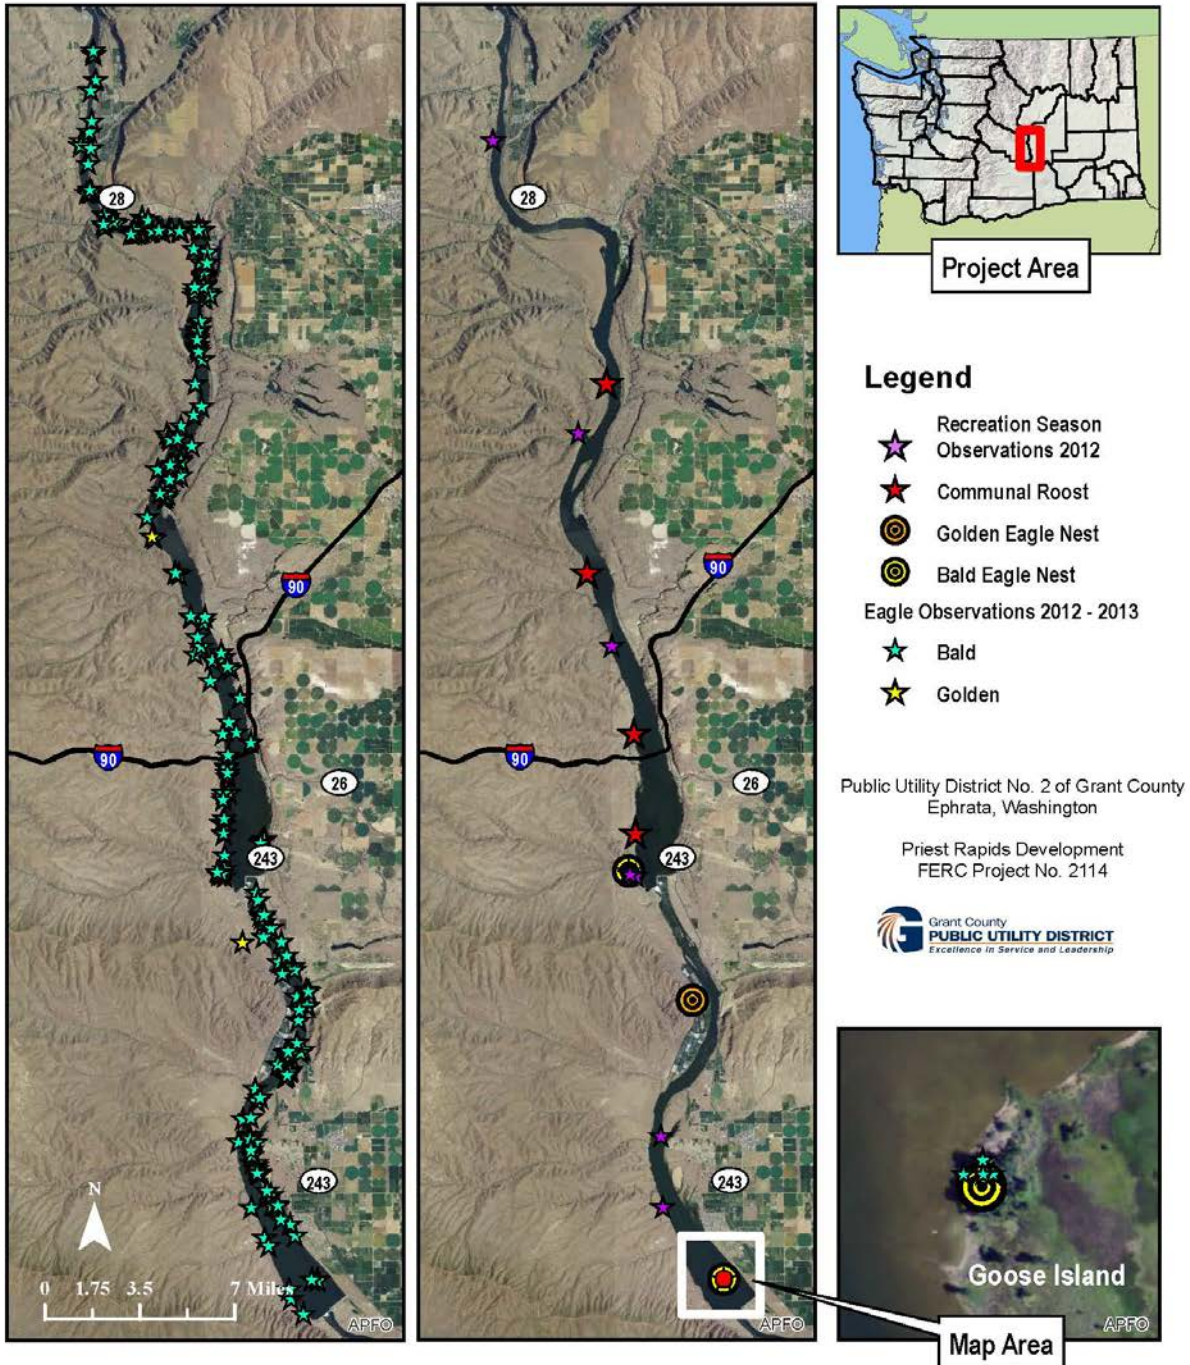 28
90
90
26
243
243
N
0 1.75 3.5 7 Miles
APFO
28
90
90
26
243
243
APFO
Project Area
Legend
Recreation Season
Observations 2012
Communal Roost
Golden Eagle Nest
Bald Eagle Nest
Eagle Observations 2012 - 2013
Bald
Golden
Public Utility District No. 2 of Grant County
Ephrata, Washington
Priest Rapids Development
FERC Project No. 2114
Grant County
PUBLIC UTILITY DISTRICT
Excellence in Service and Leadership
Goose Island
APFO
Map Area